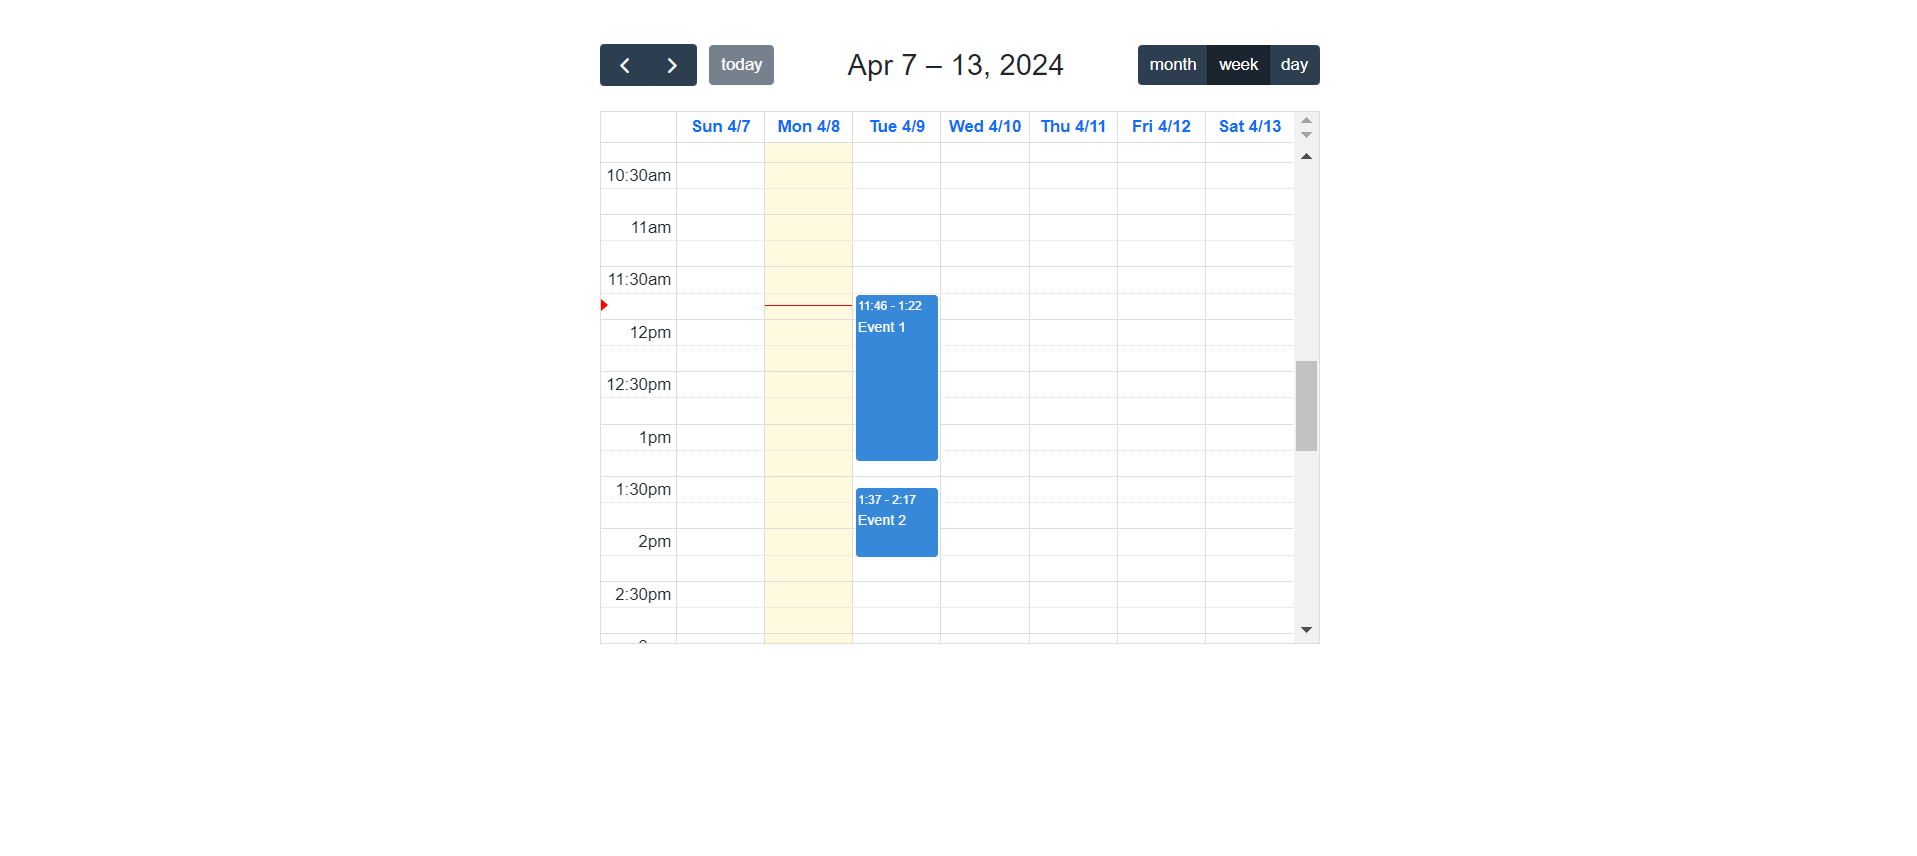 today
Apr 7 – 13, 2024
month week day
Sun 4/7 Mon 4/8 Tue 4/9 Wed 4/10 Thu 4/11 Fri 4/12 Sat 4/13
10:30am
11am
11:30am
11:46 - 1:22
Event 1
12pm
12:30pm
1pm
1:30pm
1:37 - 2:17
Event 2
2pm
2:30pm